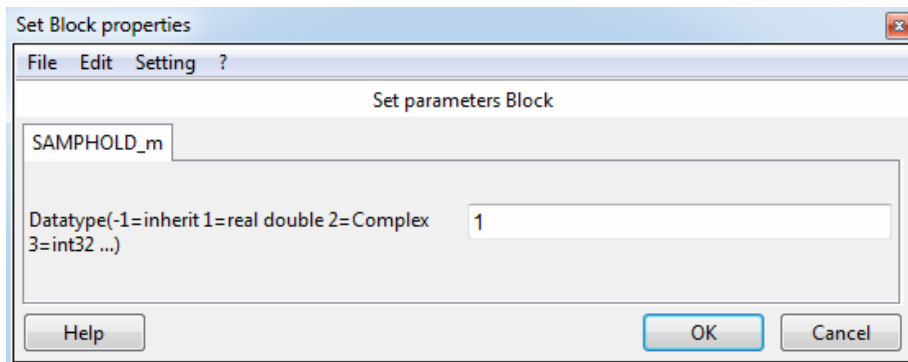 Set Block properties
File Edit Setting ?
Set parameters Block
SAMPHOLD_m
Datatype(-1=inherit 1=real double 2=Complex
3=int32 ...)
1
Help
OK
Cancel